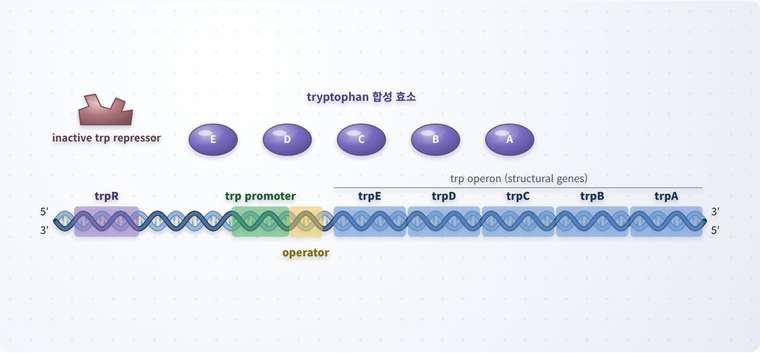 tryptophan 합성 효소
inactive trp repressor
E
D
C
B
A
trp operon (structural genes)
trpR
trp promoter
trpE
trpD
trpC
trpB
trpA
5'
3'
3'
5'
operator